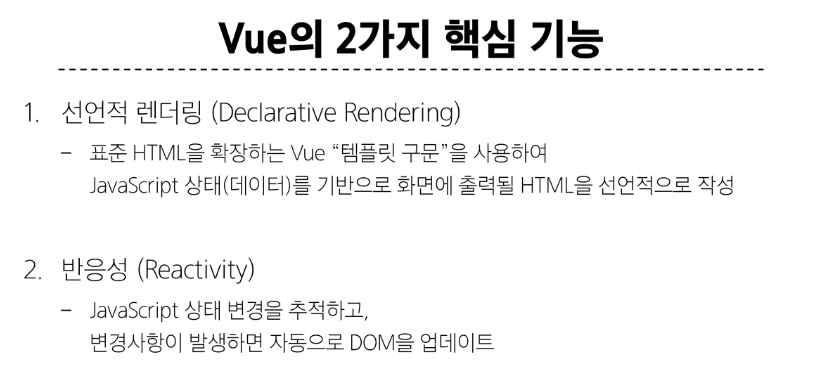 Vue의 2가지 핵심 기능
1. 선언적 렌더링 (Declarative Rendering)
– 표준 HTML을 확장하는 Vue “템플릿 구문”을 사용하여
JavaScript 상태(데이터)를 기반으로 화면에 출력될 HTML을 선언적으로 작성
2. 반응성 (Reactivity)
– JavaScript 상태 변경을 추적하고,
변경사항이 발생하면 자동으로 DOM을 업데이트